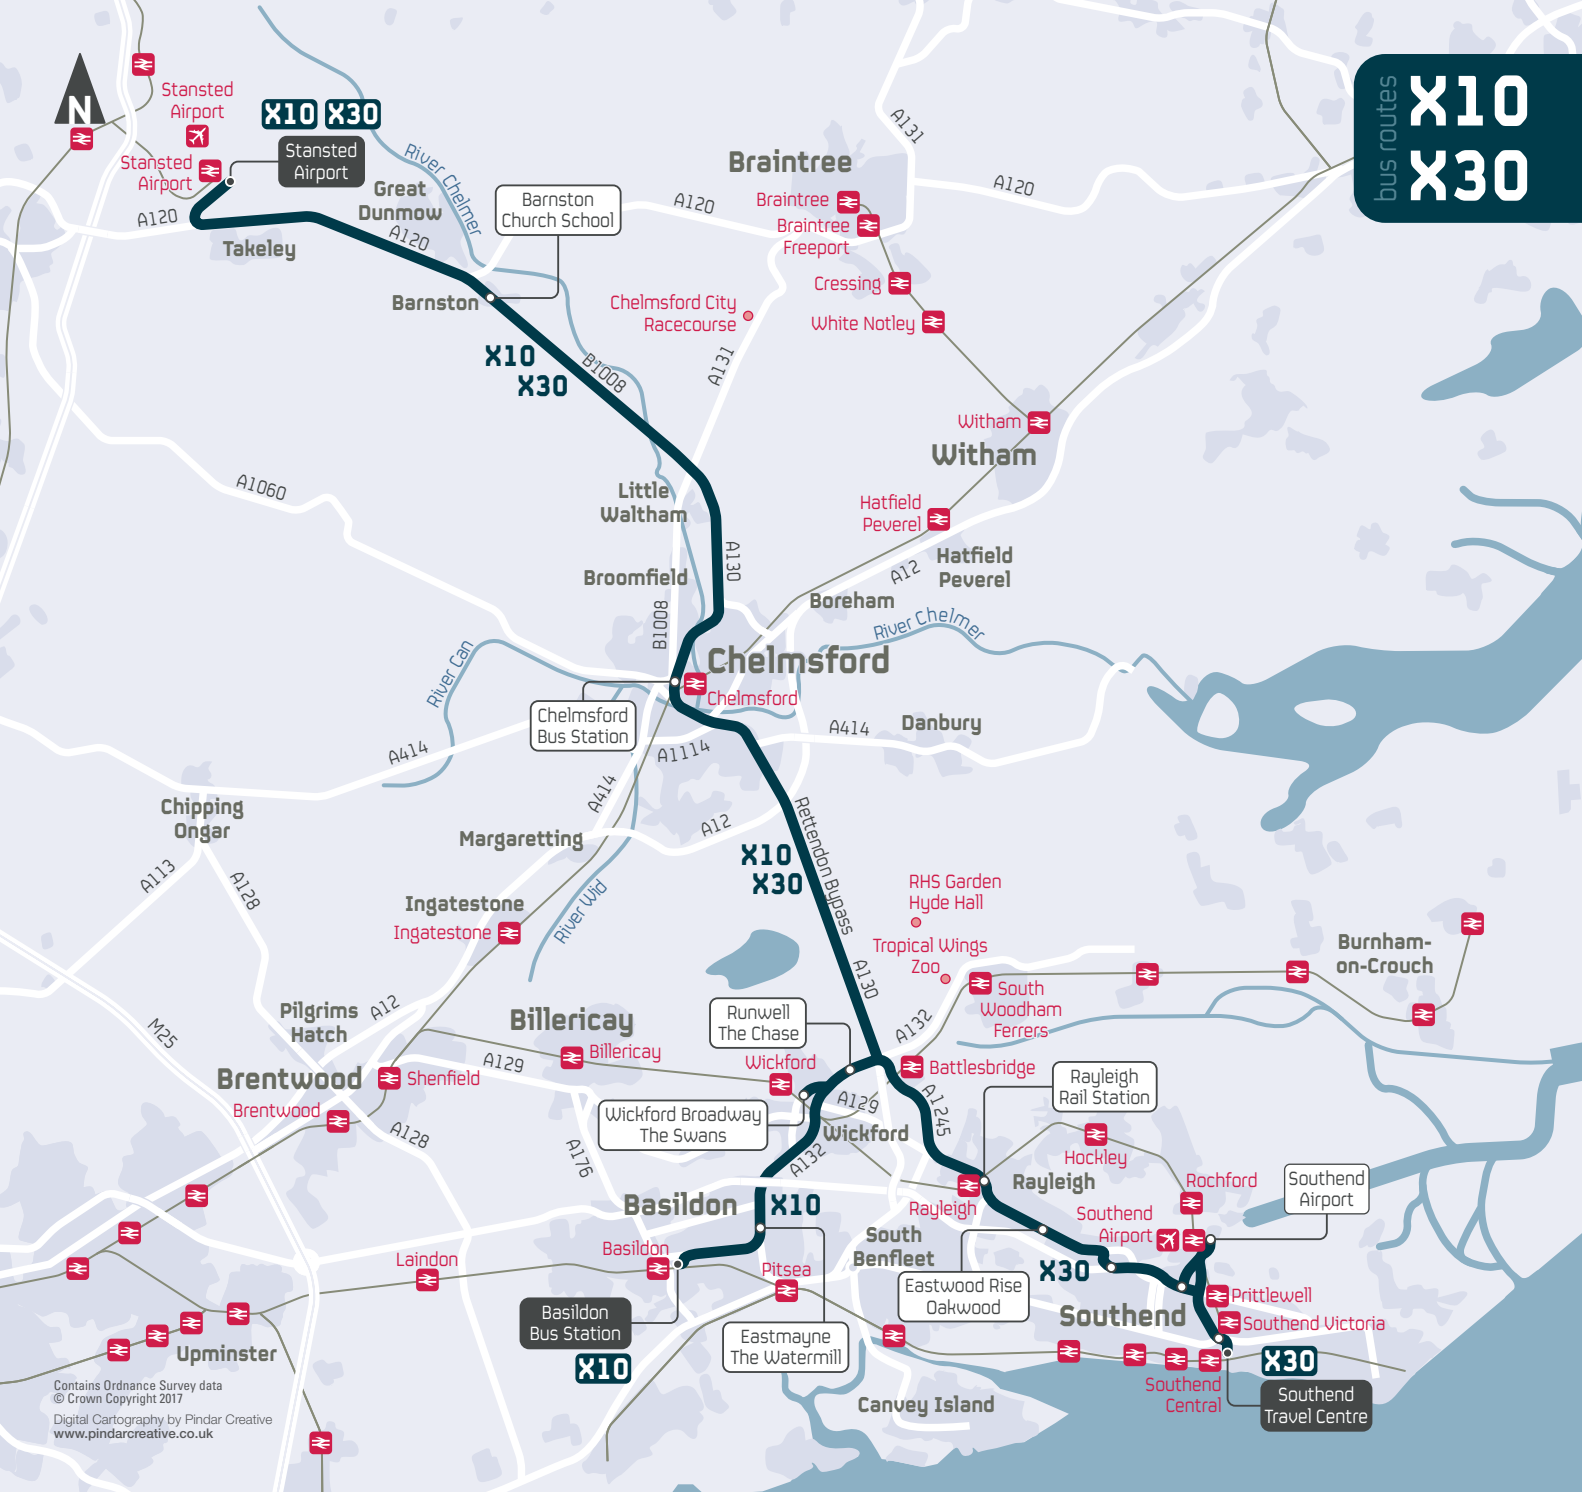 bus routes
X10
X30
N
Stansted
Airport
X10 X30
Stansted
Airport
Stansted
Airport
River Chelmer
Great
Dunmow
A120
Takeley
A120
Barnston
Barnston
Church School
A120
Braintree
Braintree
Braintree
Freeport
A131
A120
Cressing
White Notley
Chelmsford City
Racecourse
A131
X10
X30
B1008
Witham
Witham
A1060
Little
Waltham
Hatfield
Peverel
Hatfield
Peverel
A12
A130
Broomfield
B1008
Boreham
River Chelmer
River Can
Chelmsford
Chelmsford
Chelmsford
Bus Station
A414
A414
Danbury
A1114
A414
Chipping
Ongar
A113
A128
Margaretting
A12
Rettendon Bypass
X10
X30
Ingatestone
Ingatestone
River Wid
RHS Garden
Hyde Hall
Tropical Wings
Zoo
A130
South
Woodham
Ferrers
Burnham-
on-Crouch
M25
Pilgrims
Hatch
A12
Billericay
Billericay
Runwell
The Chase
A132
Brentwood
Shenfield
Brentwood
A129
Wickford
Battlesbridge
Rayleigh
Rail Station
Wickford Broadway
The Swans
A129
A1245
Wickford
A128
A176
A132
Hockley
Rayleigh
Rayleigh
Rochford
Southend
Airport
Southend
Airport
Basildon
X10
Basildon
South
Benfleet
Laindon
Pitsea
Eastwood Rise
Oakwood
X30
Southend
Prittlewell
Southend Victoria
Basildon
Bus Station
X10
Eastmayne
The Watermill
Upminster
Canvey Island
Southend
Central
X30
Southend
Travel Centre
Contains Ordnance Survey data
© Crown Copyright 2017
Digital Cartography by Pindar Creative
www.pindarcreative.co.uk